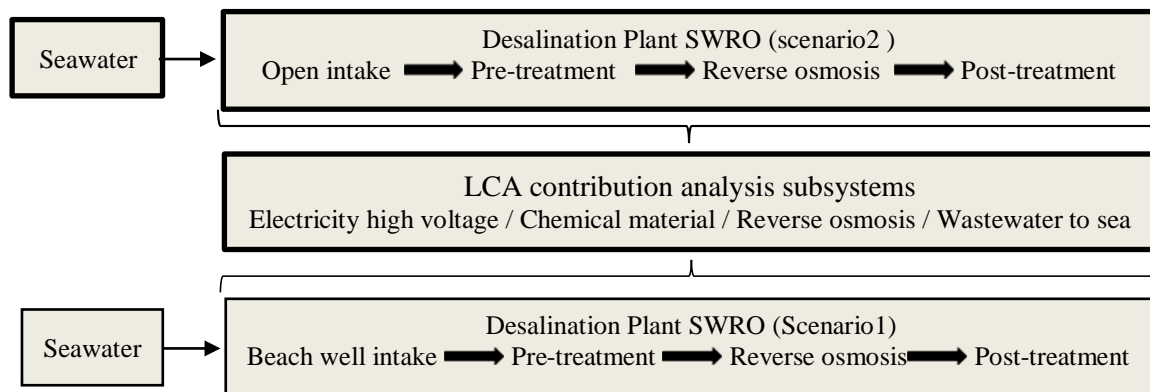 Seawater
Desalination Plant SWRO (scenario2 )
Open intake Pre-treatment Reverse osmosis Post-treatment
LCA contribution analysis subsystems
Electricity high voltage / Chemical material / Reverse osmosis / Wastewater to sea
Seawater
Desalination Plant SWRO (Scenario1)
Beach well intake Pre-treatment Reverse osmosis Post-treatment